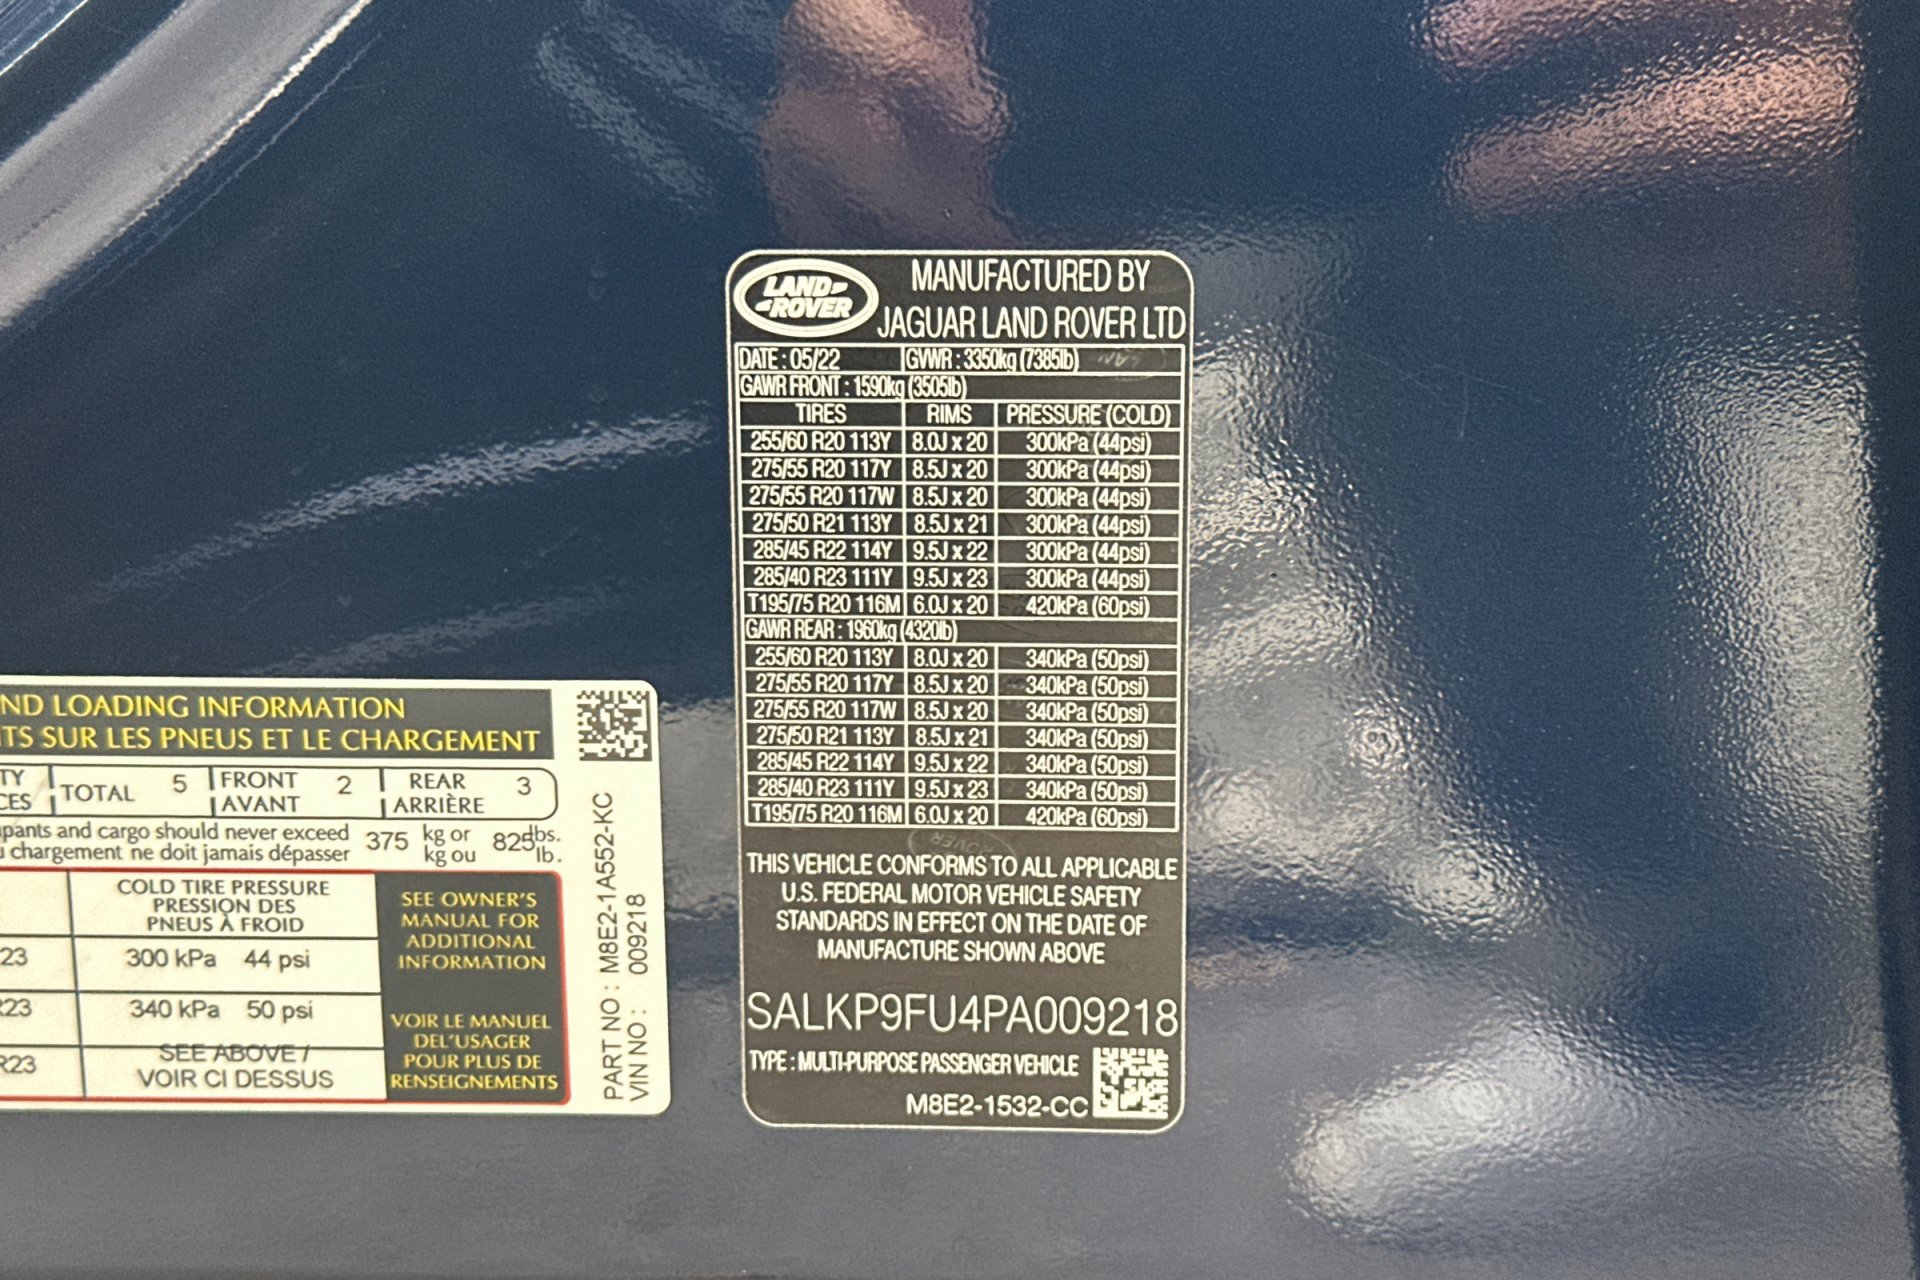 LAND ROVER
MANUFACTURED BY
JAGUAR LAND ROVER LTD
DATE : 05/22 GVWR : 3350kg (7385lb)
GAWR FRONT : 1590kg (3505lb)
TIRES RIMS PRESSURE (COLD)
255/60 R20 113Y 8.0J x 20 300kPa (44psi)
275/55 R20 117Y 8.5J x 20 300kPa (44psi)
275/55 R20 117W 8.5J x 20 300kPa (44psi)
275/50 R21 113Y 8.5J x 21 300kPa (44psi)
285/45 R22 114Y 9.5J x 22 300kPa (44psi)
285/40 R23 111Y 9.5J x 23 300kPa (44psi)
T195/75 R20 116M 6.0J x 20 420kPa (60psi)
GAWR REAR : 1960kg (4320lb)
255/60 R20 113Y 8.0J x 20 340kPa (50psi)
275/55 R20 117Y 8.5J x 20 340kPa (50psi)
275/55 R20 117W 8.5J x 20 340kPa (50psi)
275/50 R21 113Y 8.5J x 21 340kPa (50psi)
285/45 R22 114Y 9.5J x 22 340kPa (50psi)
285/40 R23 111Y 9.5J x 23 340kPa (50psi)
T195/75 R20 116M 6.0J x 20 420kPa (60psi)
THIS VEHICLE CONFORMS TO ALL APPLICABLE
U.S. FEDERAL MOTOR VEHICLE SAFETY
STANDARDS IN EFFECT ON THE DATE OF
MANUFACTURE SHOWN ABOVE
SALKP9FU4PA009218
TYPE : MULTI-PURPOSE PASSENGER VEHICLE
M8E2-1532-CC
ND LOADING INFORMATION
TS SUR LES PNEUS ET LE CHARGEMENT
TY TOTAL 5 FRONT 2 REAR 3
CES AVANT ARRIÈRE
pants and cargo should never exceed 375 kg or 825 lbs.
chargement ne doit jamais dépasser kg ou lb.
COLD TIRE PRESSURE
PRESSION DES
PNEUS À FROID
23 300 kPa 44 psi
R23 340 kPa 50 psi
R23 SEE ABOVE /
VOIR CI DESSUS
SEE OWNER'S
MANUAL FOR
ADDITIONAL
INFORMATION
VOIR LE MANUEL
DEL'USAGER
POUR PLUS DE
RENSEIGNEMENTS
PART NO : M8E2-1A552-KC
VIN NO : 009218